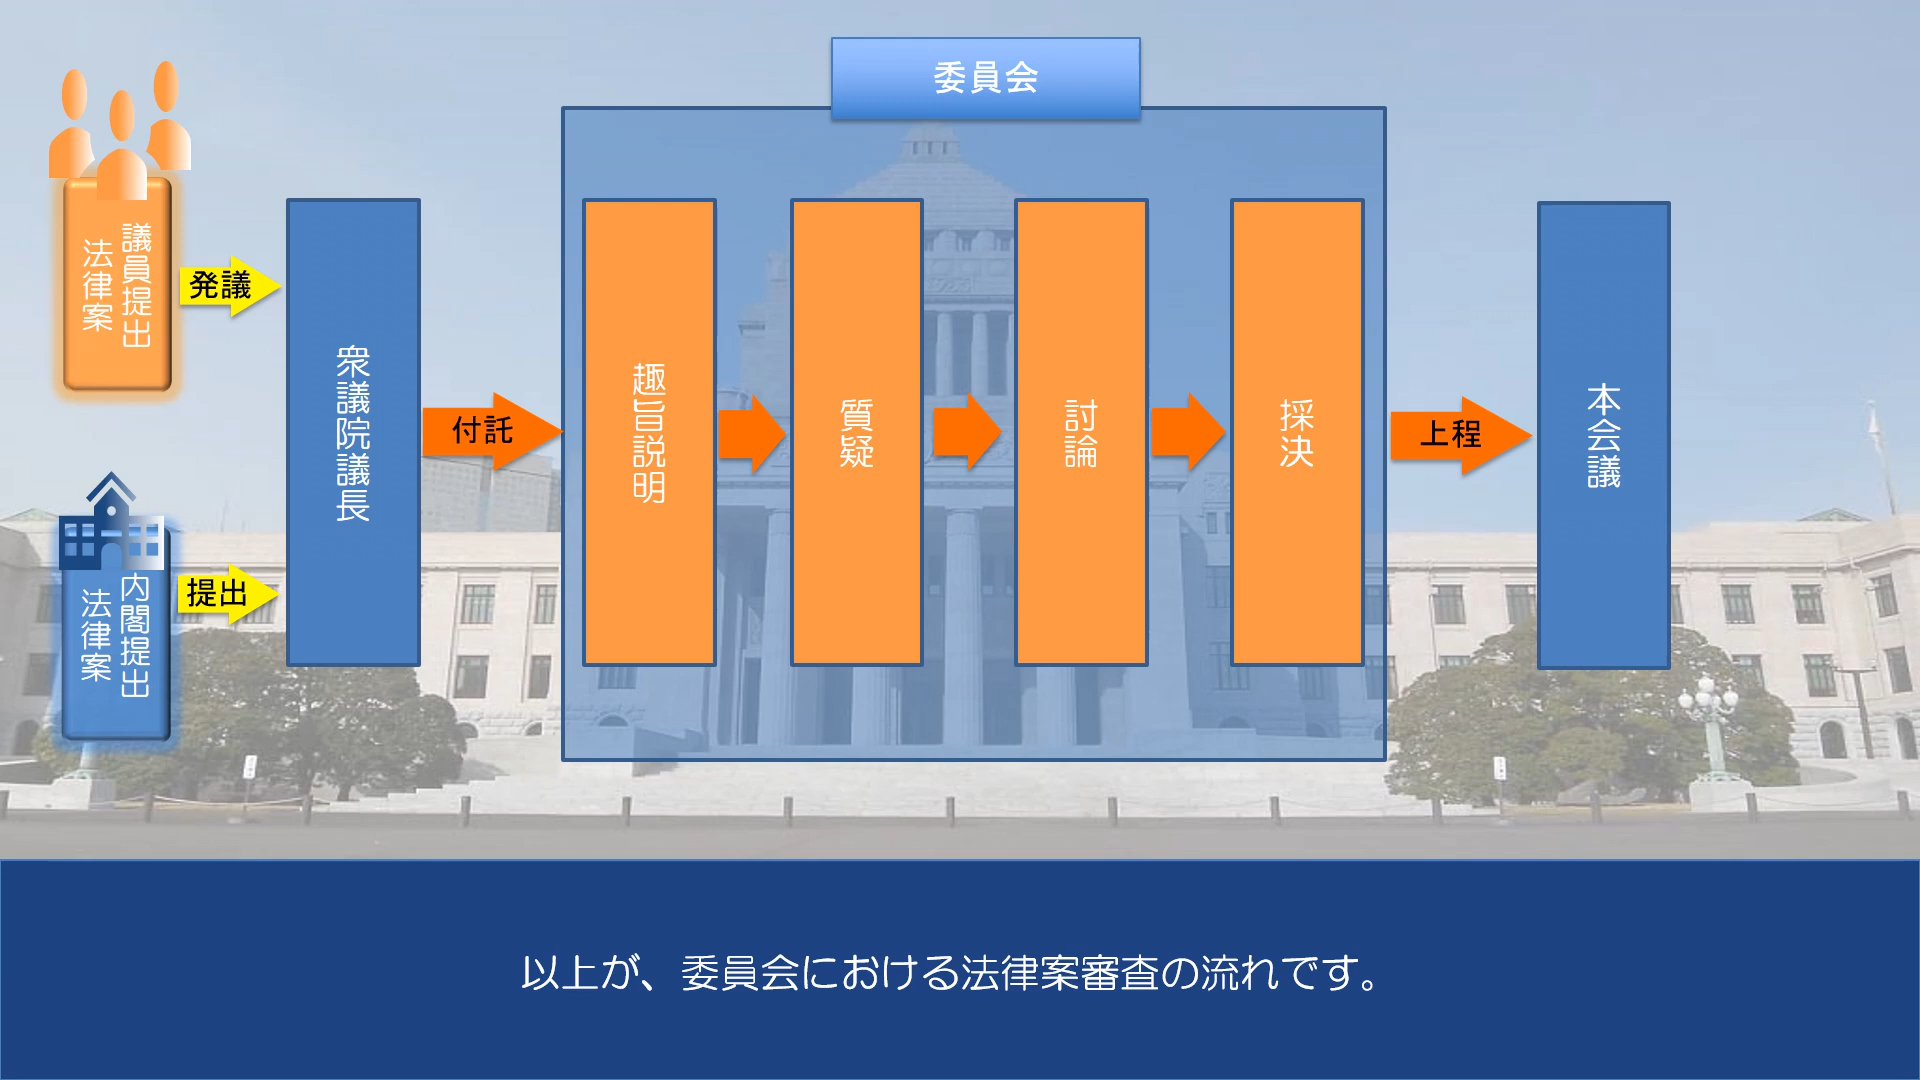 委員会
議員提出
法律案
発議
内閣提出
法律案
提出
衆議院議長
付託
趣旨説明
質疑
討論
採決
上程
本会議
以上が、委員会における法律案審査の流れです。